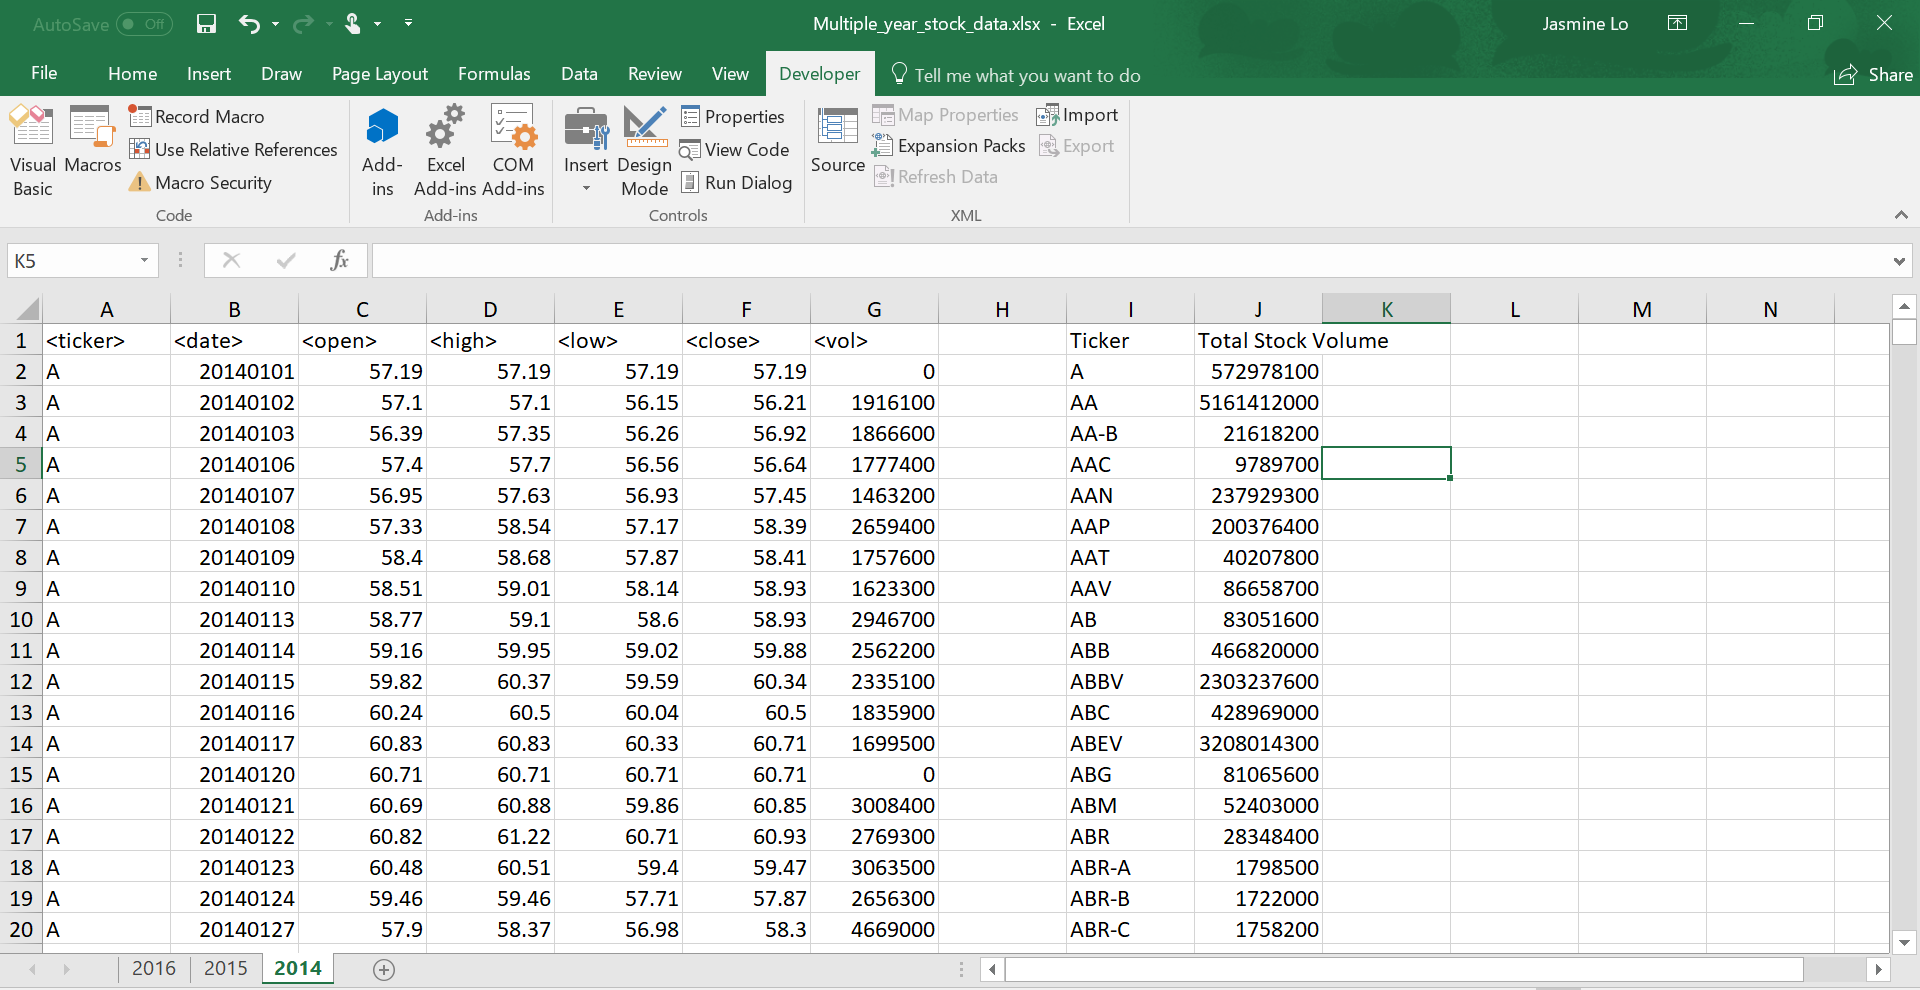 AutoSave Off Multiple_year_stock_data.xlsx - Excel Jasmine Lo
File Home Insert Draw Page Layout Formulas Data Review View Developer Tell me what you want to do Share
Visual Basic
Macros
Record Macro
Use Relative References
Macro Security
Code
Add-ins
Excel Add-ins
COM Add-ins
Add-ins
Insert
Design Mode
Properties
View Code
Run Dialog
Controls
Source
Map Properties
Expansion Packs
Refresh Data
Import
Export
XML
K5 fx
A B C D E F G H I J K L M N
1 <ticker> <date> <open> <high> <low> <close> <vol> Ticker Total Stock Volume
2 A 20140101 57.19 57.19 57.19 57.19 0 A 572978100
3 A 20140102 57.1 57.1 56.15 56.21 1916100 AA 5161412000
4 A 20140103 56.39 57.35 56.26 56.92 1866600 AA-B 21618200
5 A 20140106 57.4 57.7 56.56 56.64 1777400 AAC 9789700
6 A 20140107 56.95 57.63 56.93 57.45 1463200 AAN 237929300
7 A 20140108 57.33 58.54 57.17 58.39 2659400 AAP 200376400
8 A 20140109 58.4 58.68 57.87 58.41 1757600 AAT 40207800
9 A 20140110 58.51 59.01 58.14 58.93 1623300 AAV 86658700
10 A 20140113 58.77 59.1 58.6 58.93 2946700 AB 83051600
11 A 20140114 59.16 59.95 59.02 59.88 2562200 ABB 466820000
12 A 20140115 59.82 60.37 59.59 60.34 2335100 ABBV 2303237600
13 A 20140116 60.24 60.5 60.04 60.5 1835900 ABC 428969000
14 A 20140117 60.83 60.83 60.33 60.71 1699500 ABEV 3208014300
15 A 20140120 60.71 60.71 60.71 60.71 0 ABG 81065600
16 A 20140121 60.69 60.88 59.86 60.85 3008400 ABM 52403000
17 A 20140122 60.82 61.22 60.71 60.93 2769300 ABR 28348400
18 A 20140123 60.48 60.51 59.4 59.47 3063500 ABR-A 1798500
19 A 20140124 59.46 59.46 57.71 57.87 2656300 ABR-B 1722000
20 A 20140127 57.9 58.37 56.98 58.3 4669000 ABR-C 1758200
2016 2015 2014